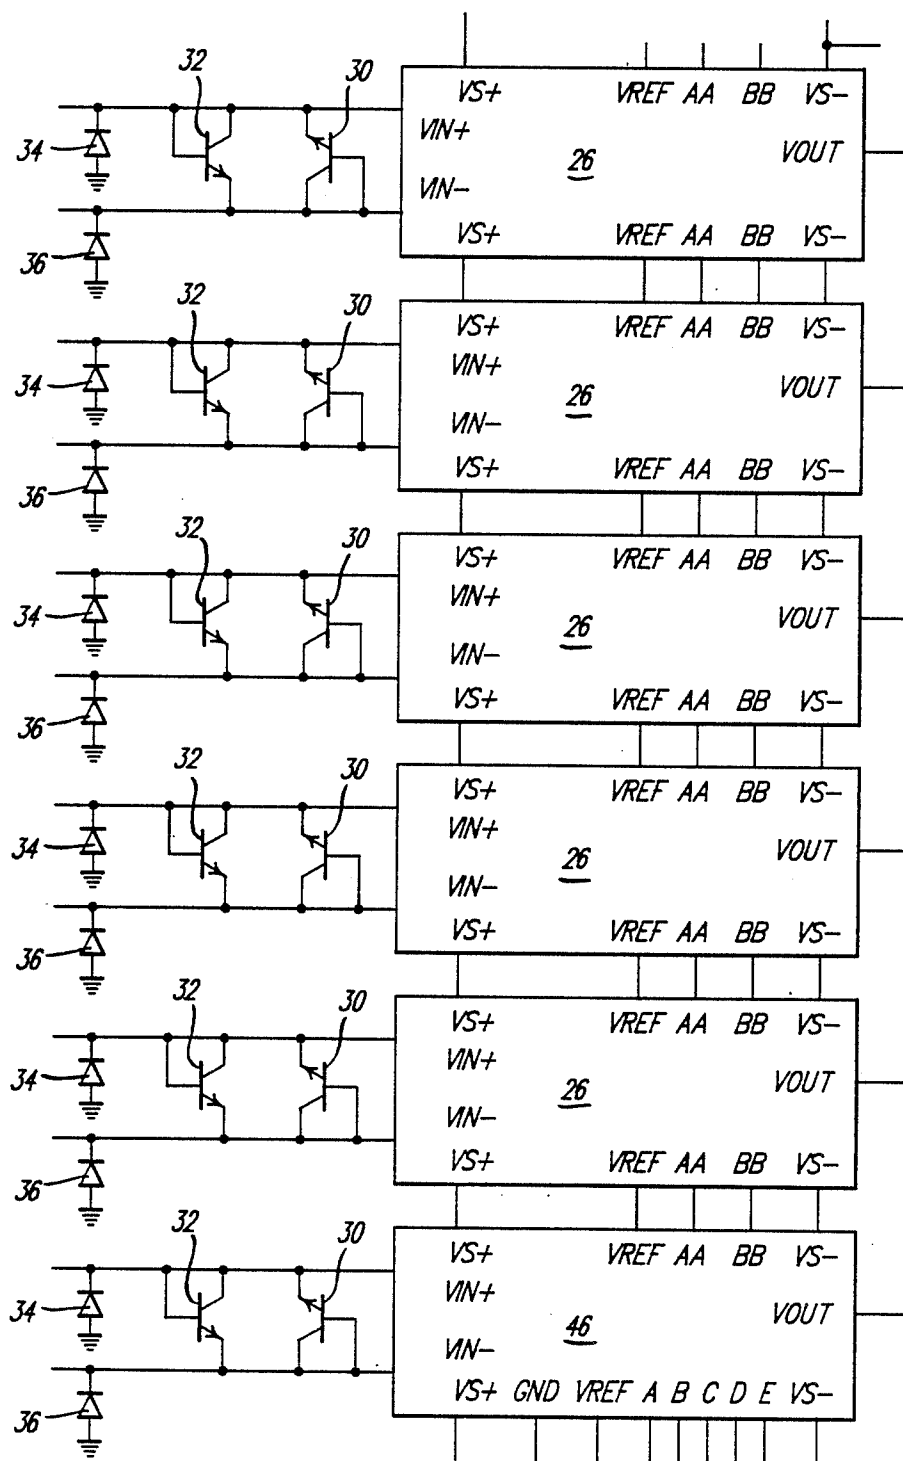 32 30 VS+ VREF AA BB VS-
VIN+
34 26 VOUT
VIN-
36 VS+ VREF AA BB VS-
32 30 VS+ VREF AA BB VS-
VIN+
34 26 VOUT
VIN-
36 VS+ VREF AA BB VS-
32 30 VS+ VREF AA BB VS-
VIN+
34 26 VOUT
VIN-
36 VS+ VREF AA BB VS-
32 30 VS+ VREF AA BB VS-
VIN+
34 26 VOUT
VIN-
36 VS+ VREF AA BB VS-
32 30 VS+ VREF AA BB VS-
VIN+
34 26 VOUT
VIN-
36 VS+ VREF AA BB VS-
32 30 VS+ VREF AA BB VS-
VIN+
34 46 VOUT
VIN-
36 VS+ GND VREF A B C D E VS-